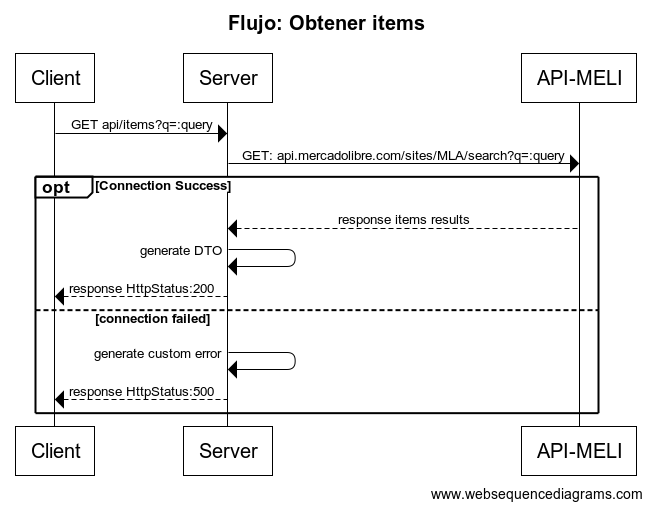 Flujo: Obtener items
Client
Server
API-MELI
GET api/items?q=:query
GET: api.mercadolibre.com/sites/MLA/search?q=:query
opt
[Connection Success]
response items results
generate DTO
response HttpStatus:200
[connection failed]
generate custom error
response HttpStatus:500
Client
Server
API-MELI
www.websequencediagrams.com